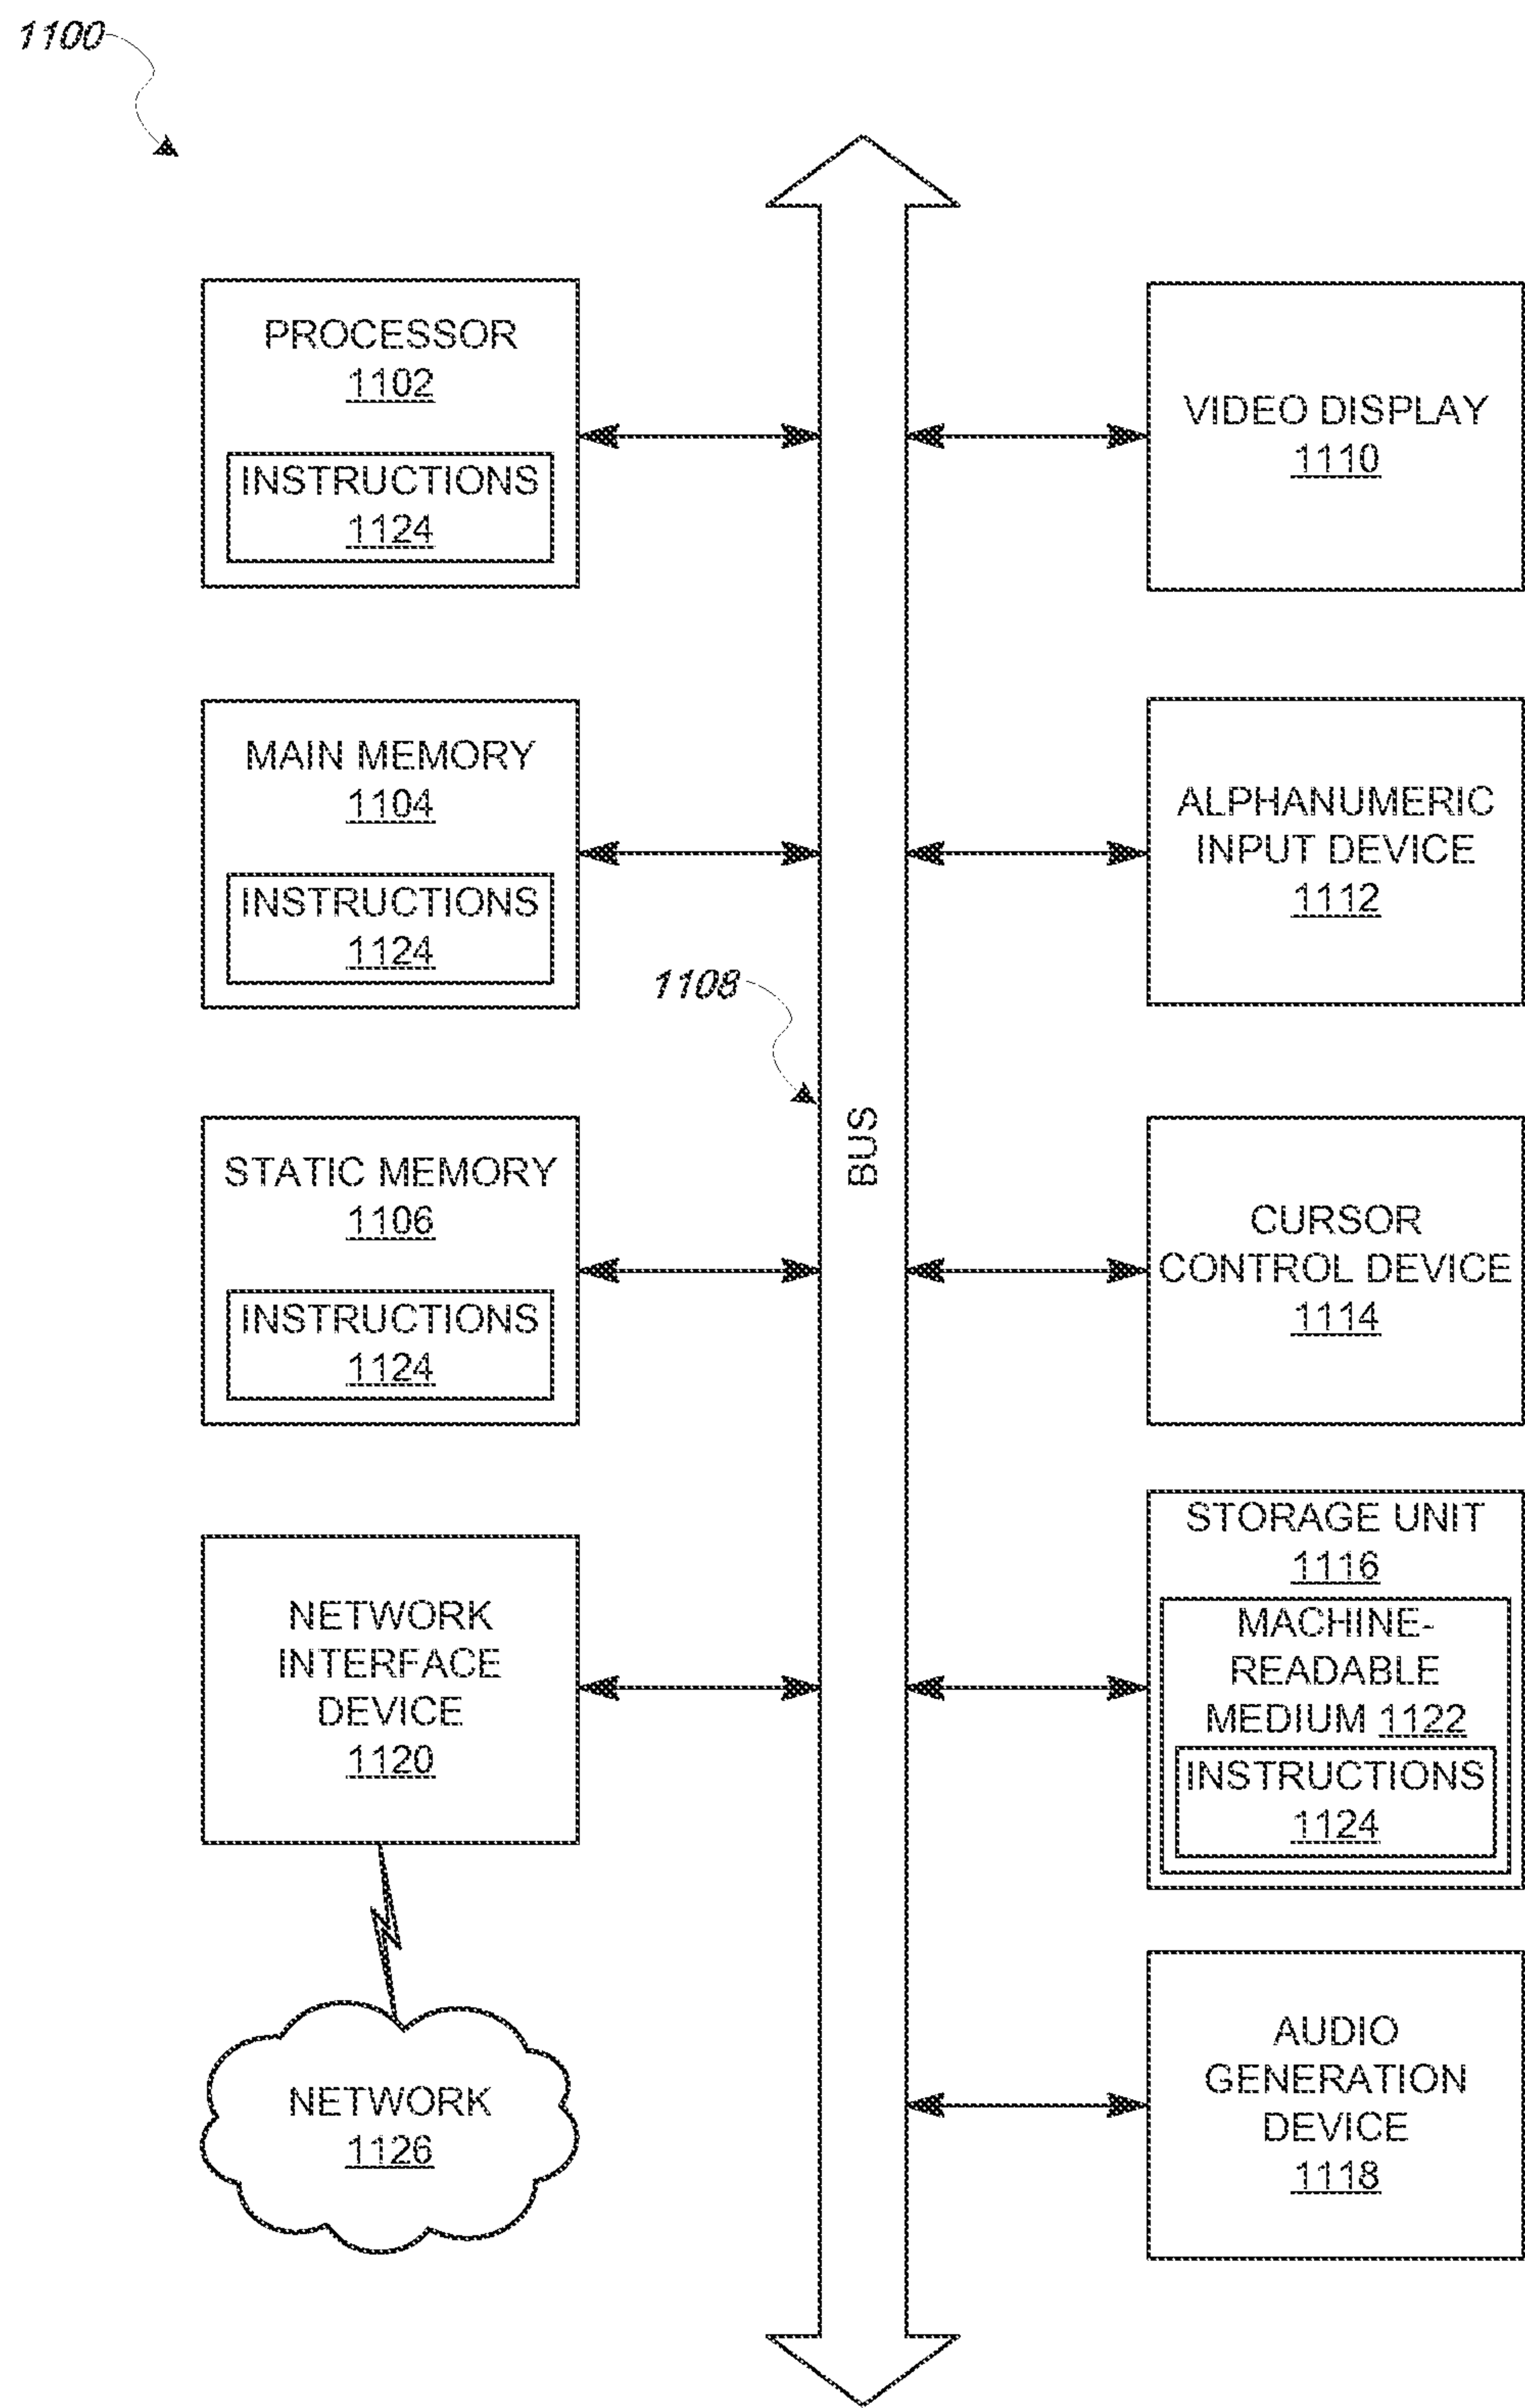 1100
PROCESSOR
1102
INSTRUCTIONS
1124
MAIN MEMORY
1104
INSTRUCTIONS
1124
STATIC MEMORY
1106
INSTRUCTIONS
1124
NETWORK
INTERFACE
DEVICE
1120
NETWORK
1126
1108
BUS
VIDEO DISPLAY
1110
ALPHANUMERIC
INPUT DEVICE
1112
CURSOR
CONTROL DEVICE
1114
STORAGE UNIT
1116
MACHINE-
READABLE
MEDIUM 1122
INSTRUCTIONS
1124
AUDIO
GENERATION
DEVICE
1118